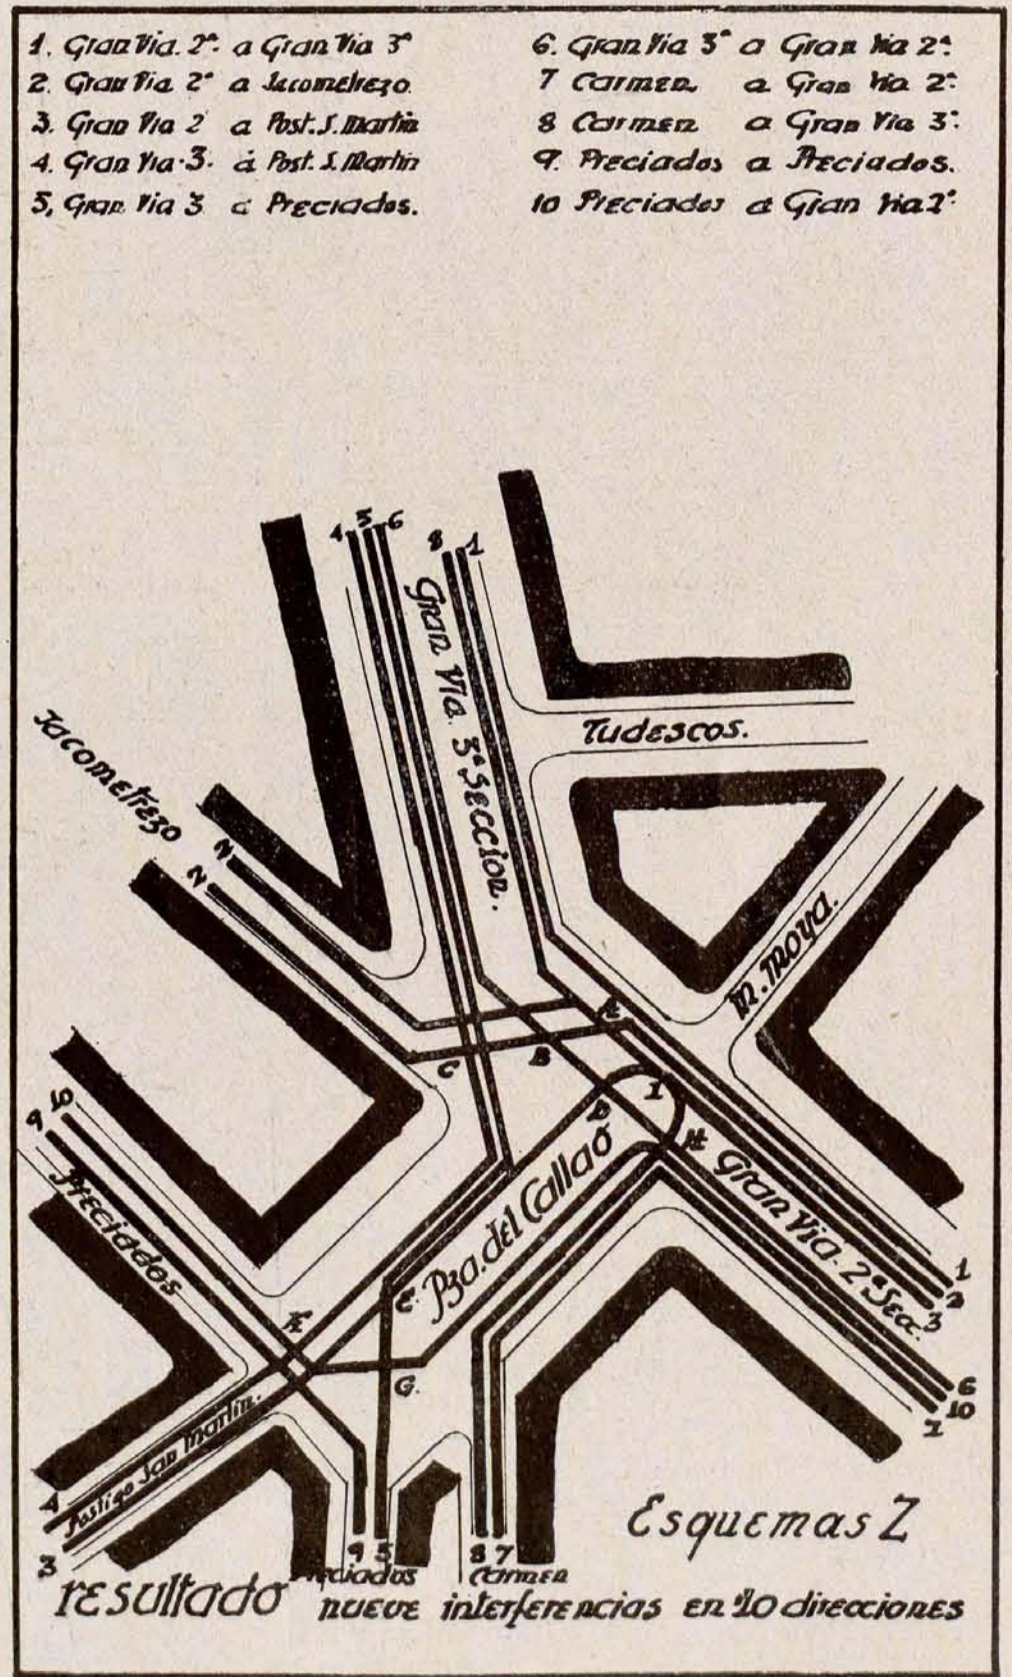 1. Gran Via. 2ª. a Gran Via 3ª
2. Gran Via 2ª a Jacometrezo.
3. Gran Via 2 a Post. S. Martin
4. Gran Via. 3. á Post. S. Martin
5, Gran Via 3 a Preciados.
6. Gran Via 3ª a Gran Via 2ª.
7 Carmen. a Gran Via 2ª.
8 Carmen a Gran Via 3ª.
9. Preciados a Preciados.
10 Preciados a Gran Via 2ª.
4 5 6
8 1
Gran Via. 3ª Seccion.
Tudescos.
Jacometrezo
2
M. Moya.
E
C
B
I
D
H
10
9
Preciados
Pza. del Callao
Gran Via. 2ª Sec.
1
2
3
F
C.
G.
6
10
7
Postigo San Martin.
4
3
9 5
8 7
Preciados
Carmen
Esquemas Z
resultado nueve interferencias en 10 direcciones